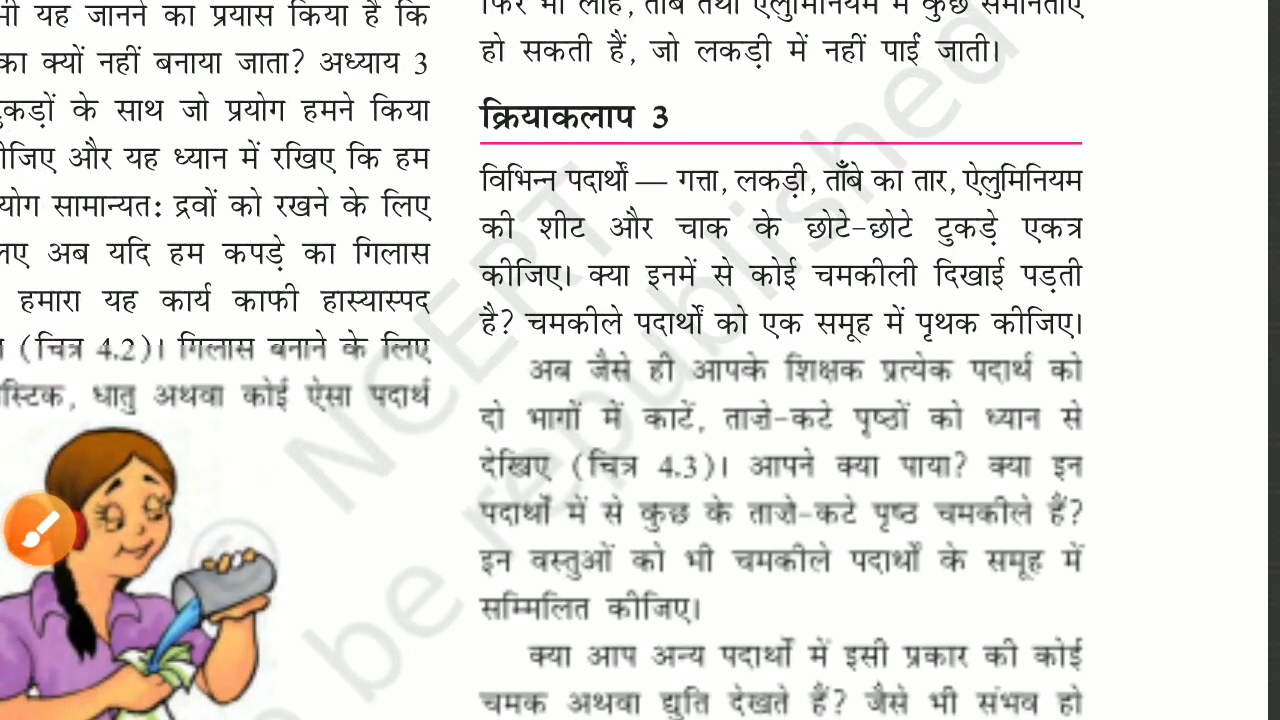 भी यह जानने का प्रयास किया है कि
का क्यों नहीं बनाया जाता? अध्याय 3
के साथ जो प्रयोग हमने किया
और यह ध्यान में रखिए कि हम
सामान्यत: द्रवों को रखने के लिए
अब यदि हम कपड़े का गिलास
हमारा यह कार्य काफी हास्यास्पद
(चित्र 4.2)। गिलास बनाने के लिए
धातु अथवा कोई ऐसा पदार्थ
फिर भी लोहे, ताँबे तथा ऐलुमिनियम में कुछ समानताएँ
हो सकती हैं, जो लकड़ी में नहीं पाई जाती।
क्रियाकलाप 3
विभिन्न पदार्थों — गत्ता, लकड़ी, ताँबे का तार, ऐलुमिनियम
की शीट और चाक के छोटे-छोटे टुकड़े एकत्र
कीजिए। क्या इनमें से कोई चमकीली दिखाई पड़ती
है? चमकीले पदार्थों को एक समूह में पृथक कीजिए।
अब जैसे ही आपके शिक्षक प्रत्येक पदार्थ को
दो भागों में काटें, ताज़े-कटे पृष्ठों को ध्यान से
देखिए (चित्र 4.3)। आपने क्या पाया? क्या इन
पदार्थों में से कुछ के ताज़े-कटे पृष्ठ चमकीले हैं?
इन वस्तुओं को भी चमकीले पदार्थों के समूह में
सम्मिलित कीजिए।
क्या आप अन्य पदार्थों में इसी प्रकार की कोई
चमक अथवा द्युति देखते हैं? जैसे भी संभव हो
© NCERT
be republished